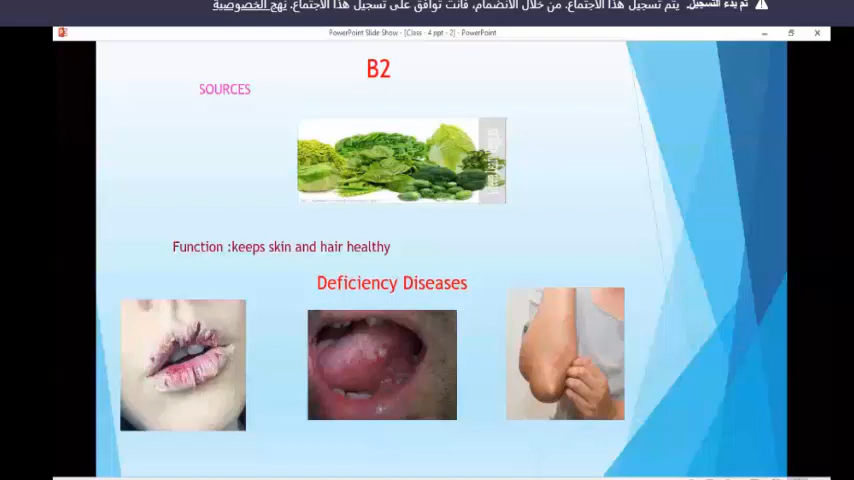 تم بدء التسجيل. يتم تسجيل هذا الاجتماع. من خلال الانضمام، فأنت توافق على تسجيل هذا الاجتماع. نهج الخصوصية
PowerPoint Slide Show - [Class - 4 ppt - 2] - PowerPoint
B2
SOURCES
Function :keeps skin and hair healthy
Deficiency Diseases